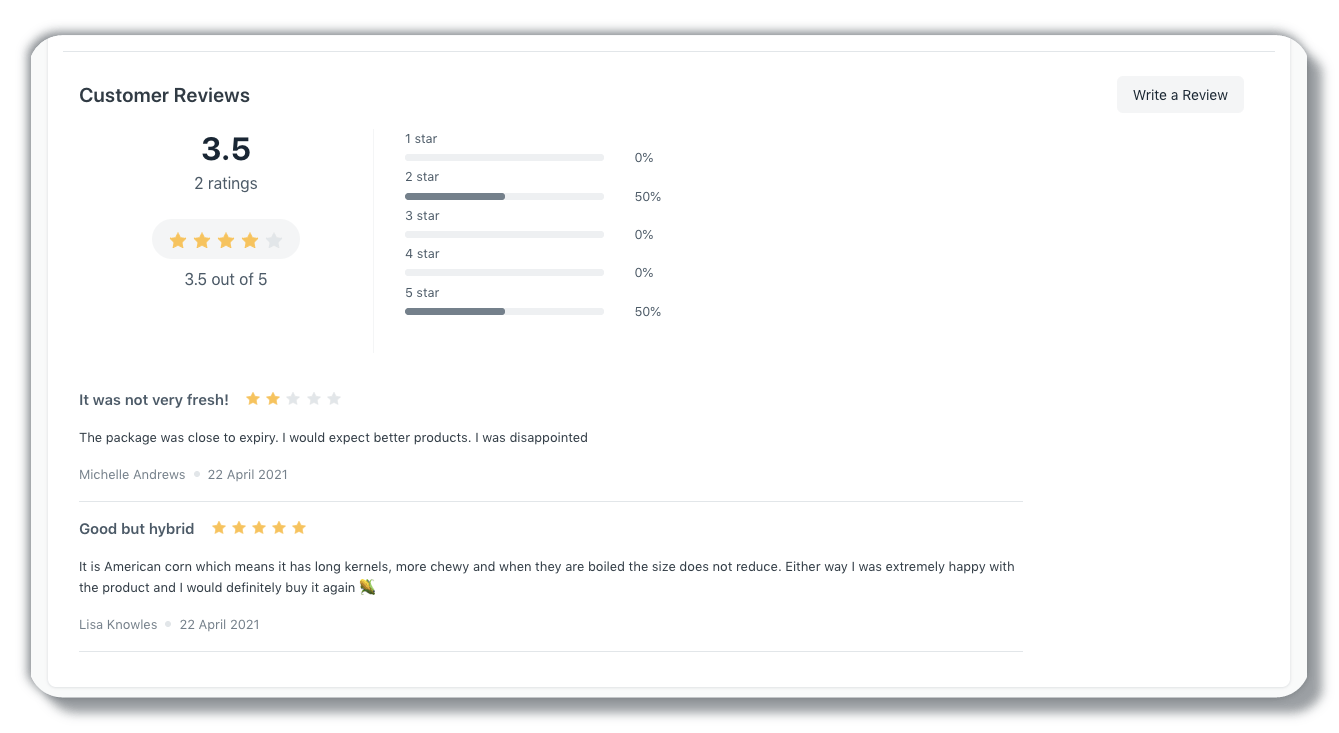 Customer Reviews
Write a Review
3.5
2 ratings
3.5 out of 5
1 star
0%
2 star
50%
3 star
0%
4 star
0%
5 star
50%
It was not very fresh!
The package was close to expiry. I would expect better products. I was disappointed
Michelle Andrews
22 April 2021
Good but hybrid
It is American corn which means it has long kernels, more chewy and when they are boiled the size does not reduce. Either way I was extremely happy with
the product and I would definitely buy it again 🌽
Lisa Knowles
22 April 2021